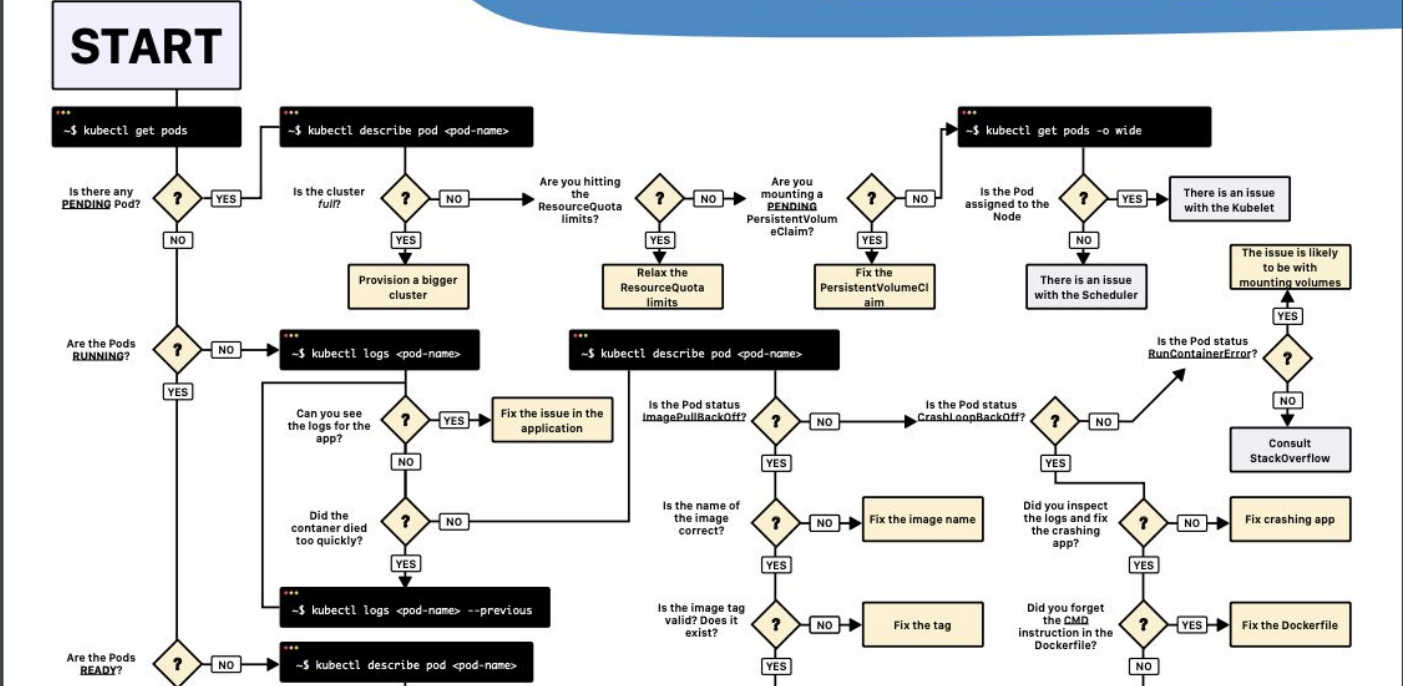 START
~$ kubectl get pods
~$ kubectl describe pod <pod-name>
~$ kubectl get pods -o wide
Is there any
PENDING Pod?
?
YES
NO
Is the cluster
full?
?
NO
YES
Provision a bigger
cluster
Are you hitting
the
ResourceQuota
limits?
?
NO
YES
Relax the
ResourceQuota
limits
Are you
mounting a
PENDING
PersistentVolum
eClaim?
?
NO
YES
Fix the
PersistentVolumeCl
aim
Is the Pod
assigned to the
Node
?
YES
There is an issue
with the Kubelet
NO
There is an issue
with the Scheduler
Are the Pods
RUNNING?
?
NO
YES
~$ kubectl logs <pod-name>
Can you see
the logs for the
app?
?
YES
Fix the issue in the
application
NO
Did the
contaner died
too quickly?
?
NO
YES
~$ kubectl logs <pod-name> --previous
~$ kubectl describe pod <pod-name>
Is the Pod status
ImagePullBackOff?
?
NO
YES
Is the name of
the image
correct?
?
NO
Fix the image name
YES
Is the image tag
valid? Does it
exist?
?
NO
Fix the tag
YES
Is the Pod status
CrashLoopBackOff?
?
NO
YES
Is the Pod status
RunContainerError?
?
YES
The issue is likely
to be with
mounting volumes
NO
Consult
StackOverflow
Did you inspect
the logs and fix
the crashing
app?
?
NO
Fix crashing app
YES
Did you forget
the CMD
instruction in the
Dockerfile?
?
YES
Fix the Dockerfile
NO
Are the Pods
READY?
?
NO
~$ kubectl describe pod <pod-name>